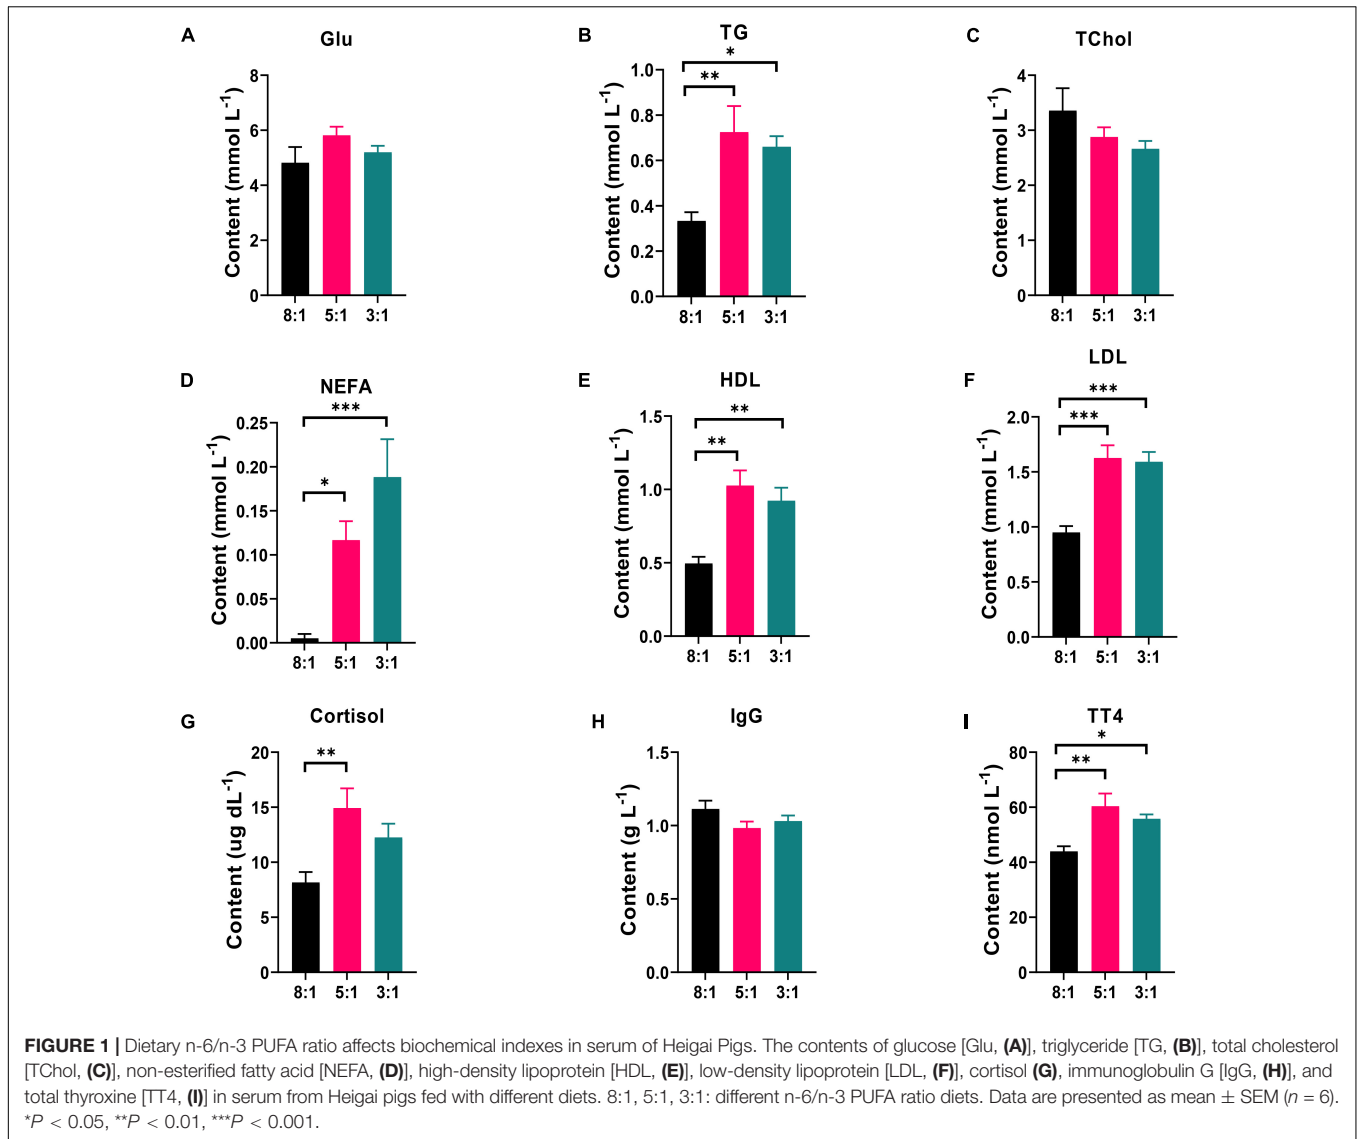 A
Glu
Content (mmol L⁻¹)
8
6
4
2
0
8:1 5:1 3:1
B
TG
*
**
Content (mmol L⁻¹)
1.0
0.8
0.6
0.4
0.2
0.0
8:1 5:1 3:1
C
TChol
Content (mmol L⁻¹)
4
3
2
1
0
8:1 5:1 3:1
D
NEFA
***
*
Content (mmol L⁻¹)
0.25
0.20
0.15
0.10
0.05
0.00
8:1 5:1 3:1
E
HDL
**
**
Content (mmol L⁻¹)
1.5
1.0
0.5
0.0
8:1 5:1 3:1
F
LDL
***
***
Content (mmol L⁻¹)
2.0
1.5
1.0
0.5
0.0
8:1 5:1 3:1
G
Cortisol
**
Content (ug dL⁻¹)
20
15
10
5
0
8:1 5:1 3:1
H
IgG
Content (g L⁻¹)
1.5
1.0
0.5
0.0
8:1 5:1 3:1
I
TT4
*
**
Content (nmol L⁻¹)
80
60
40
20
0
8:1 5:1 3:1
FIGURE 1 | Dietary n-6/n-3 PUFA ratio affects biochemical indexes in serum of Heigai Pigs. The contents of glucose [Glu, (A)], triglyceride [TG, (B)], total cholesterol
[TChol, (C)], non-esterified fatty acid [NEFA, (D)], high-density lipoprotein [HDL, (E)], low-density lipoprotein [LDL, (F)], cortisol (G), immunoglobulin G [IgG, (H)], and
total thyroxine [TT4, (I)] in serum from Heigai pigs fed with different diets. 8:1, 5:1, 3:1: different n-6/n-3 PUFA ratio diets. Data are presented as mean ± SEM (n = 6).
*P < 0.05, **P < 0.01, ***P < 0.001.